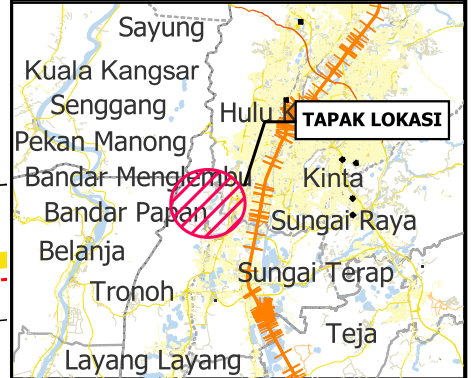 Sayung
Kuala Kangsar
Senggang
Hulu K
TAPAK LOKASI
Pekan Manong
Bandar Menglembu
Kinta
Bandar Papan
Sungai Raya
Belanja
Sungai Terap
Tronoh
Teja
Layang Layang